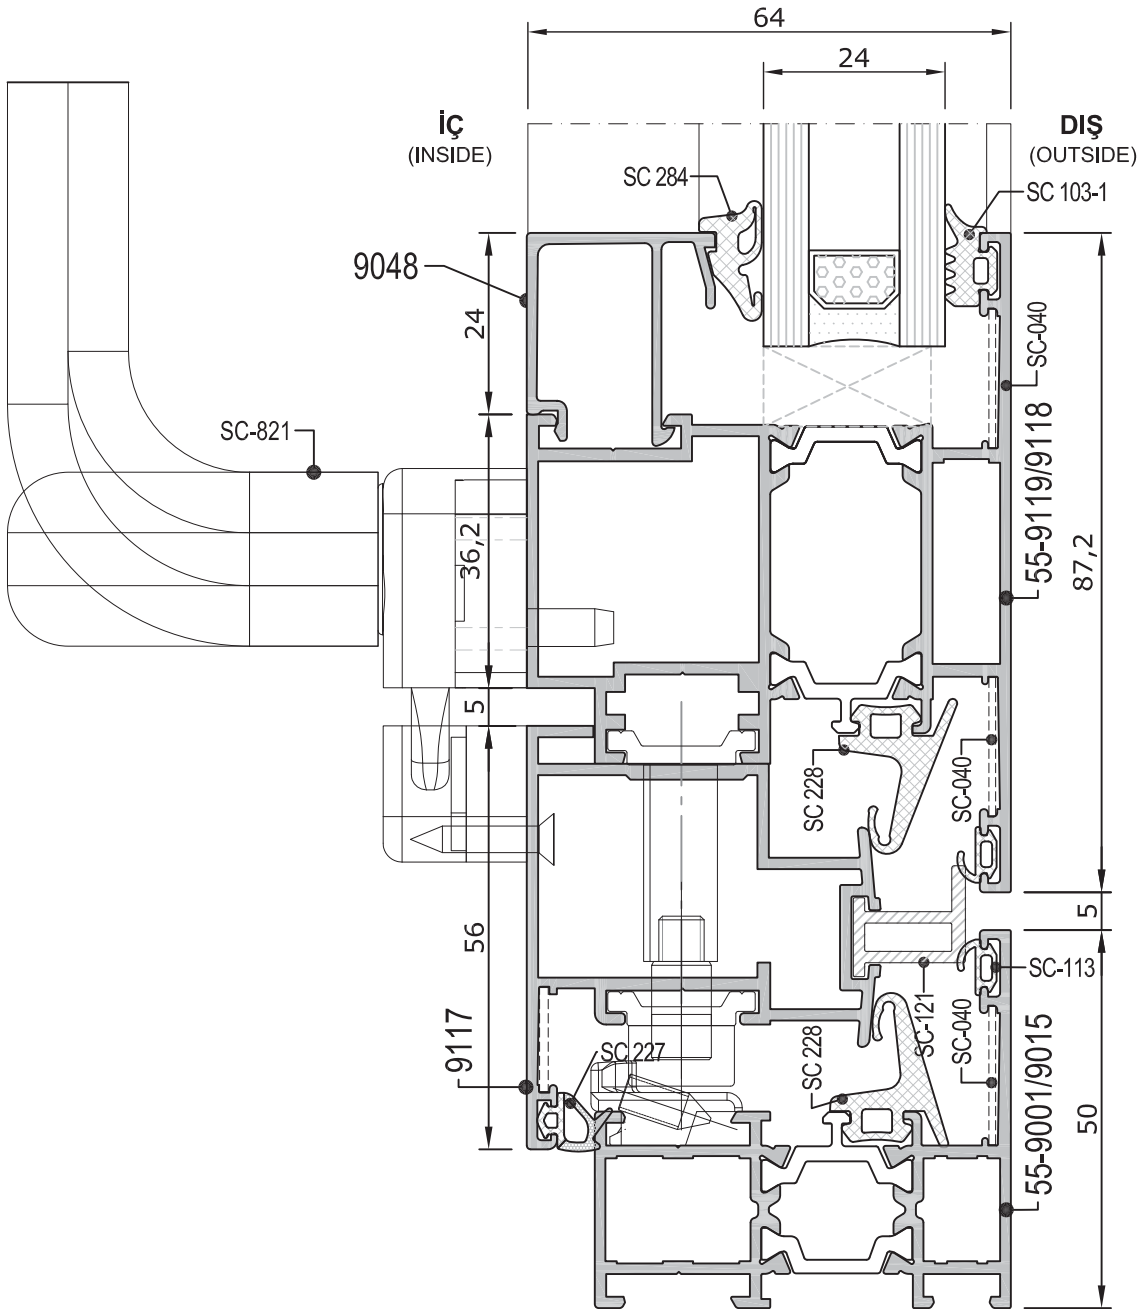 64
24
İÇ
(INSIDE)
DIŞ
(OUTSIDE)
SC 284
SC 103-1
9048
24
SC-040
SC-821
55-9119/9118
36,2
87,2
5
SC 228
SC-040
56
5
SC-113
9117
SC 227
SC 228
SC-121
SC-040
55-9001/9015
50